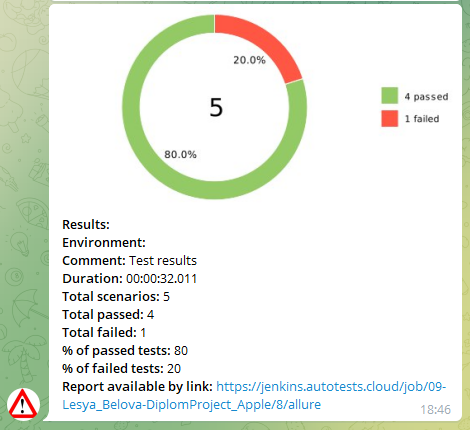 20.0%
5
4 passed
1 failed
80.0%
Results:
Environment:
Comment: Test results
Duration: 00:00:32.011
Total scenarios: 5
Total passed: 4
Total failed: 1
% of passed tests: 80
% of failed tests: 20
Report available by link: https://jenkins.autotests.cloud/job/09-
Lesya_Belova-DiplomProject_Apple/8/allure
18:46